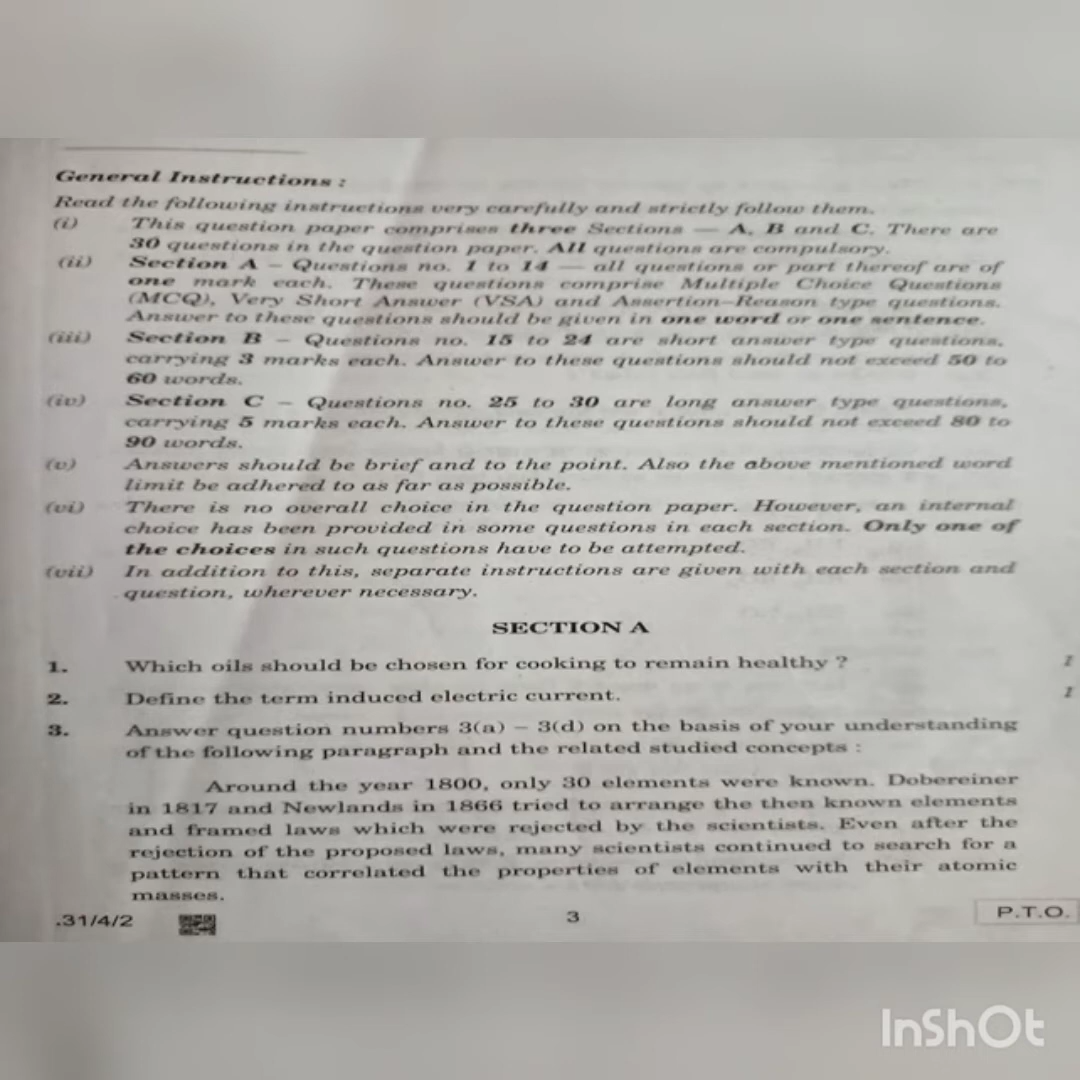 General Instructions :
Read the following instructions very carefully and strictly follow them.
(i) This question paper comprises three Sections – A, B and C. There are
30 questions in the question paper. All questions are compulsory.
(ii) Section A – Questions no. 1 to 14 – all questions or part thereof are of
one mark each. These questions comprise Multiple Choice Questions
(MCQ), Very Short Answer (VSA) and Assertion–Reason type questions.
Answer to these questions should be given in one word or one sentence.
(iii) Section B – Questions no. 15 to 24 are short answer type questions,
carrying 3 marks each. Answer to these questions should not exceed 50 to
60 words.
(iv) Section C – Questions no. 25 to 30 are long answer type questions,
carrying 5 marks each. Answer to these questions should not exceed 80 to
90 words.
(v) Answers should be brief and to the point. Also the above mentioned word
limit be adhered to as far as possible.
(vi) There is no overall choice in the question paper. However, an internal
choice has been provided in some questions in each section. Only one of
the choices in such questions have to be attempted.
(vii) In addition to this, separate instructions are given with each section and
question, wherever necessary.
SECTION A
1. Which oils should be chosen for cooking to remain healthy ? 1
2. Define the term induced electric current. 1
3. Answer question numbers 3(a) – 3(d) on the basis of your understanding
of the following paragraph and the related studied concepts :
Around the year 1800, only 30 elements were known. Dobereiner
in 1817 and Newlands in 1866 tried to arrange the then known elements
and framed laws which were rejected by the scientists. Even after the
rejection of the proposed laws, many scientists continued to search for a
pattern that correlated the properties of elements with their atomic
masses.
.31/4/2 3 P.T.O.
InShOt